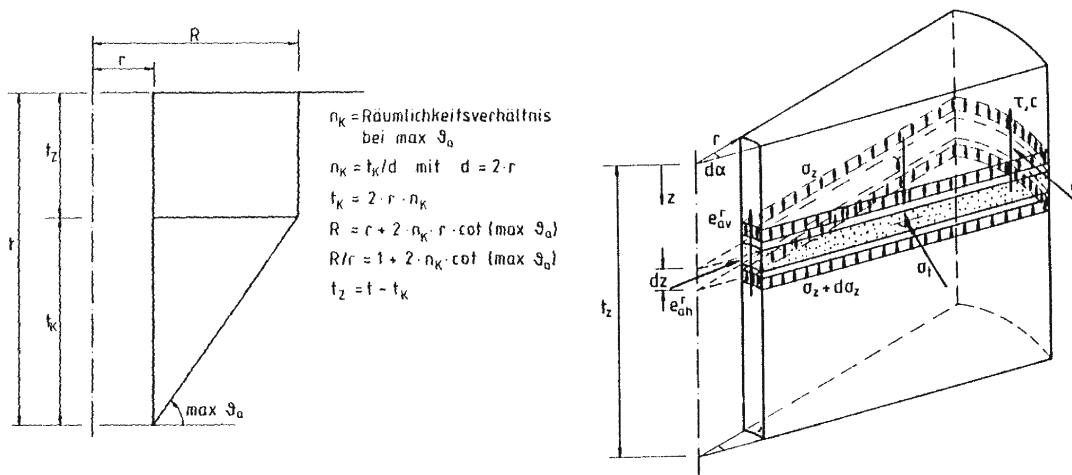 R
r
t
t_Z
t_K
max ϑ_a
n_K = Räumlichkeitsverhältnis
bei max ϑ_a
n_K = t_K/d mit d = 2·r
t_K = 2·r·n_K
R = r + 2·n_K·r·cot (max ϑ_a)
R/r = 1 + 2·n_K·cot (max ϑ_a)
t_Z = t - t_K
r
dα
z
σ_z
τ,c
e^r_av
dz
e^r_ah
σ_z + dσ_z
σ_t
t_z